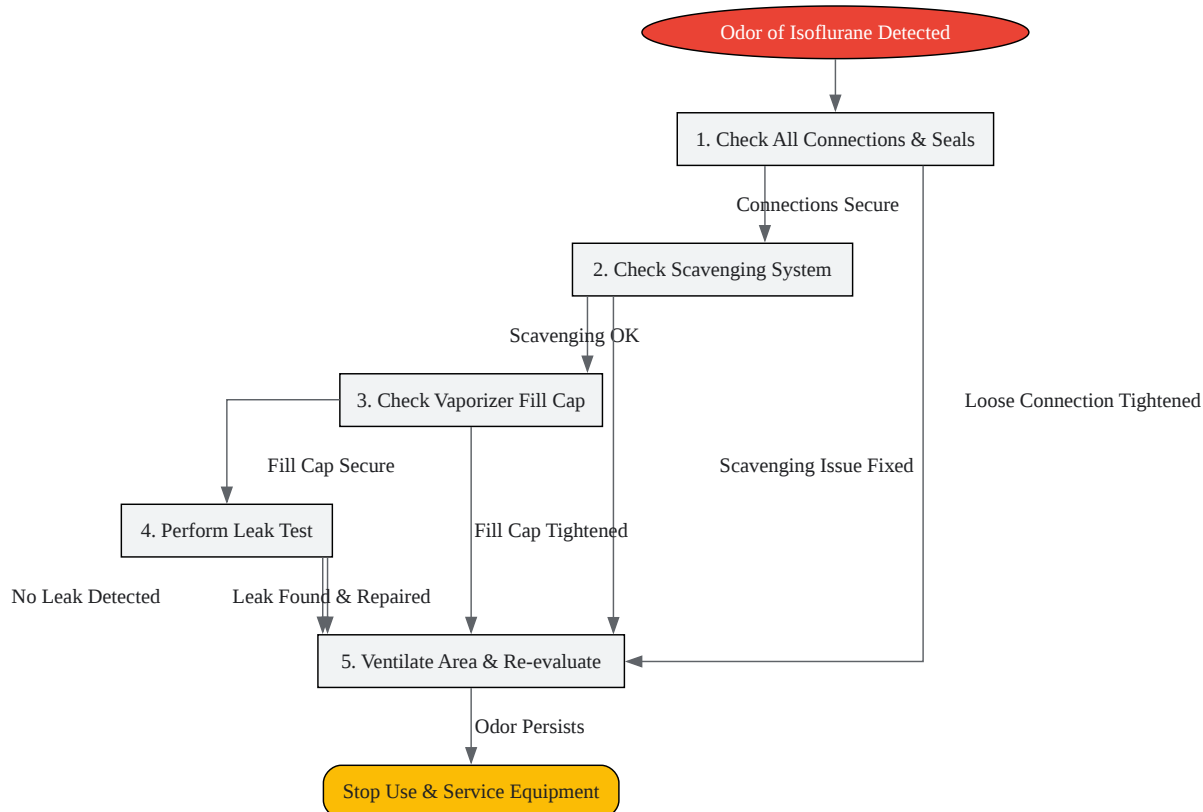 Odor of Isoflurane Detected
1. Check All Connections & Seals
Connections Secure
2. Check Scavenging System
Scavenging OK
3. Check Vaporizer Fill Cap
Loose Connection Tightened
Fill Cap Secure
Scavenging Issue Fixed
4. Perform Leak Test
Fill Cap Tightened
No Leak Detected
Leak Found & Repaired
5. Ventilate Area & Re-evaluate
Odor Persists
Stop Use & Service Equipment